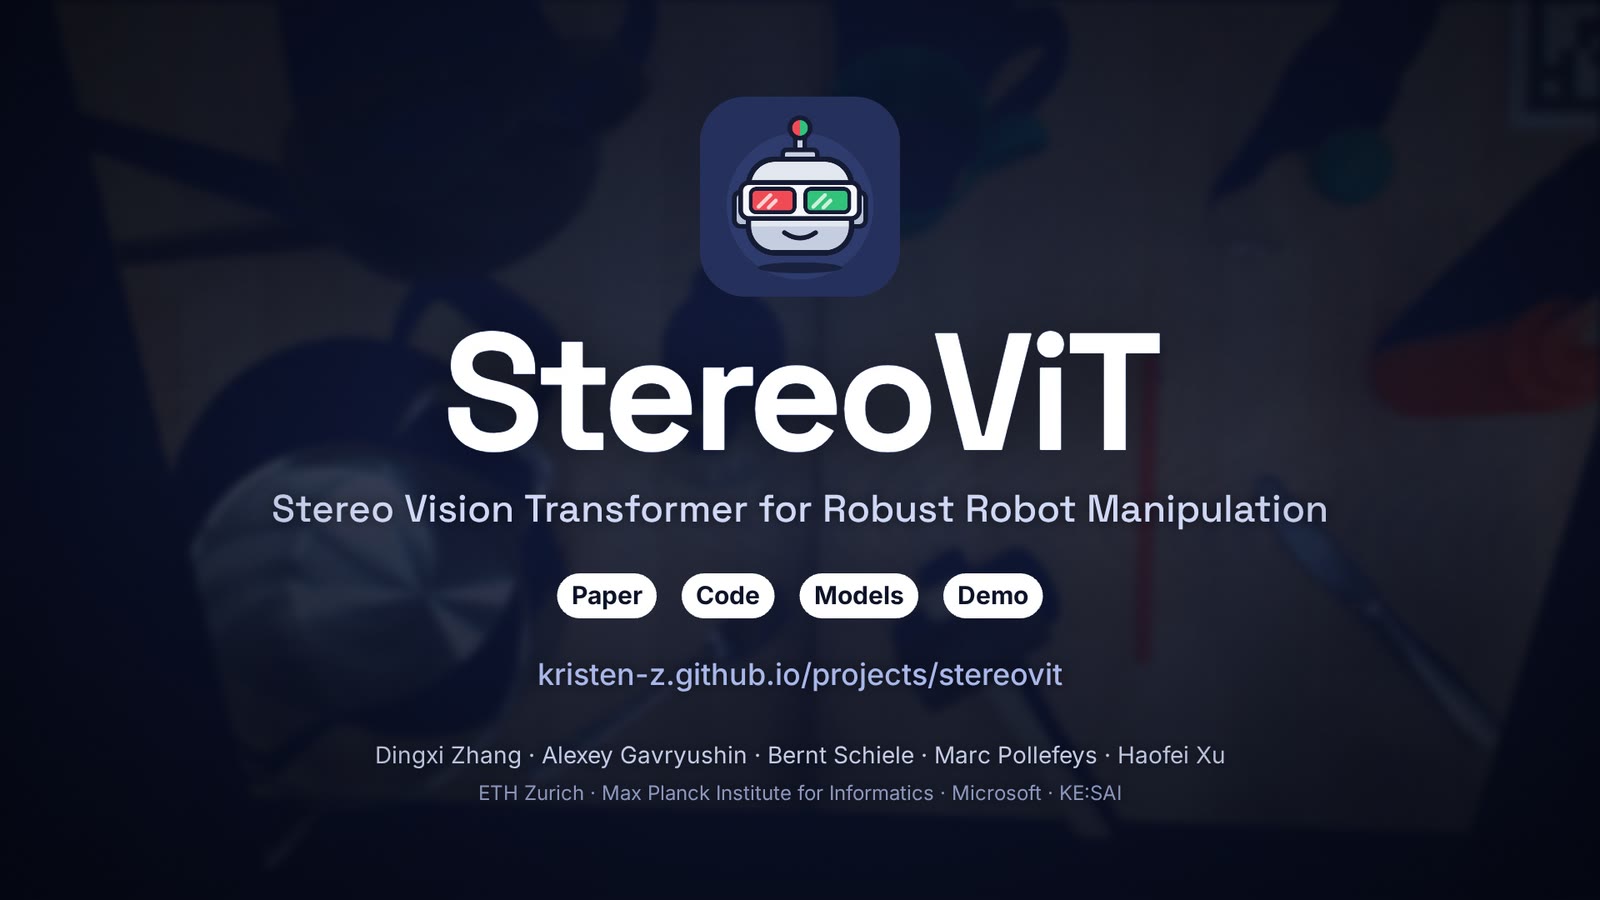 StereoViT
Stereo Vision Transformer for Robust Robot Manipulation
Paper Code Models Demo
kristen-z.github.io/projects/stereovit
Dingxi Zhang · Alexey Gavryushin · Bernt Schiele · Marc Pollefeys · Haofei Xu
ETH Zurich · Max Planck Institute for Informatics · Microsoft · KE:SAI